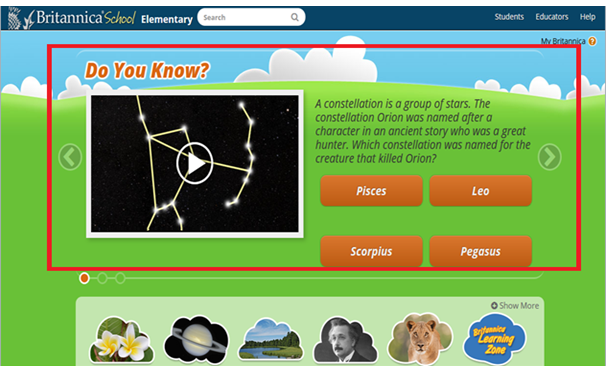 Britannica School Elementary
Search
Students Educators Help
My Britannica ?
Do You Know?
A constellation is a group of stars. The
constellation Orion was named after a
character in an ancient story who was a great
hunter. Which constellation was named for the
creature that killed Orion?
Pisces Leo
Scorpius Pegasus
Show More
Britannica
Learning
Zone